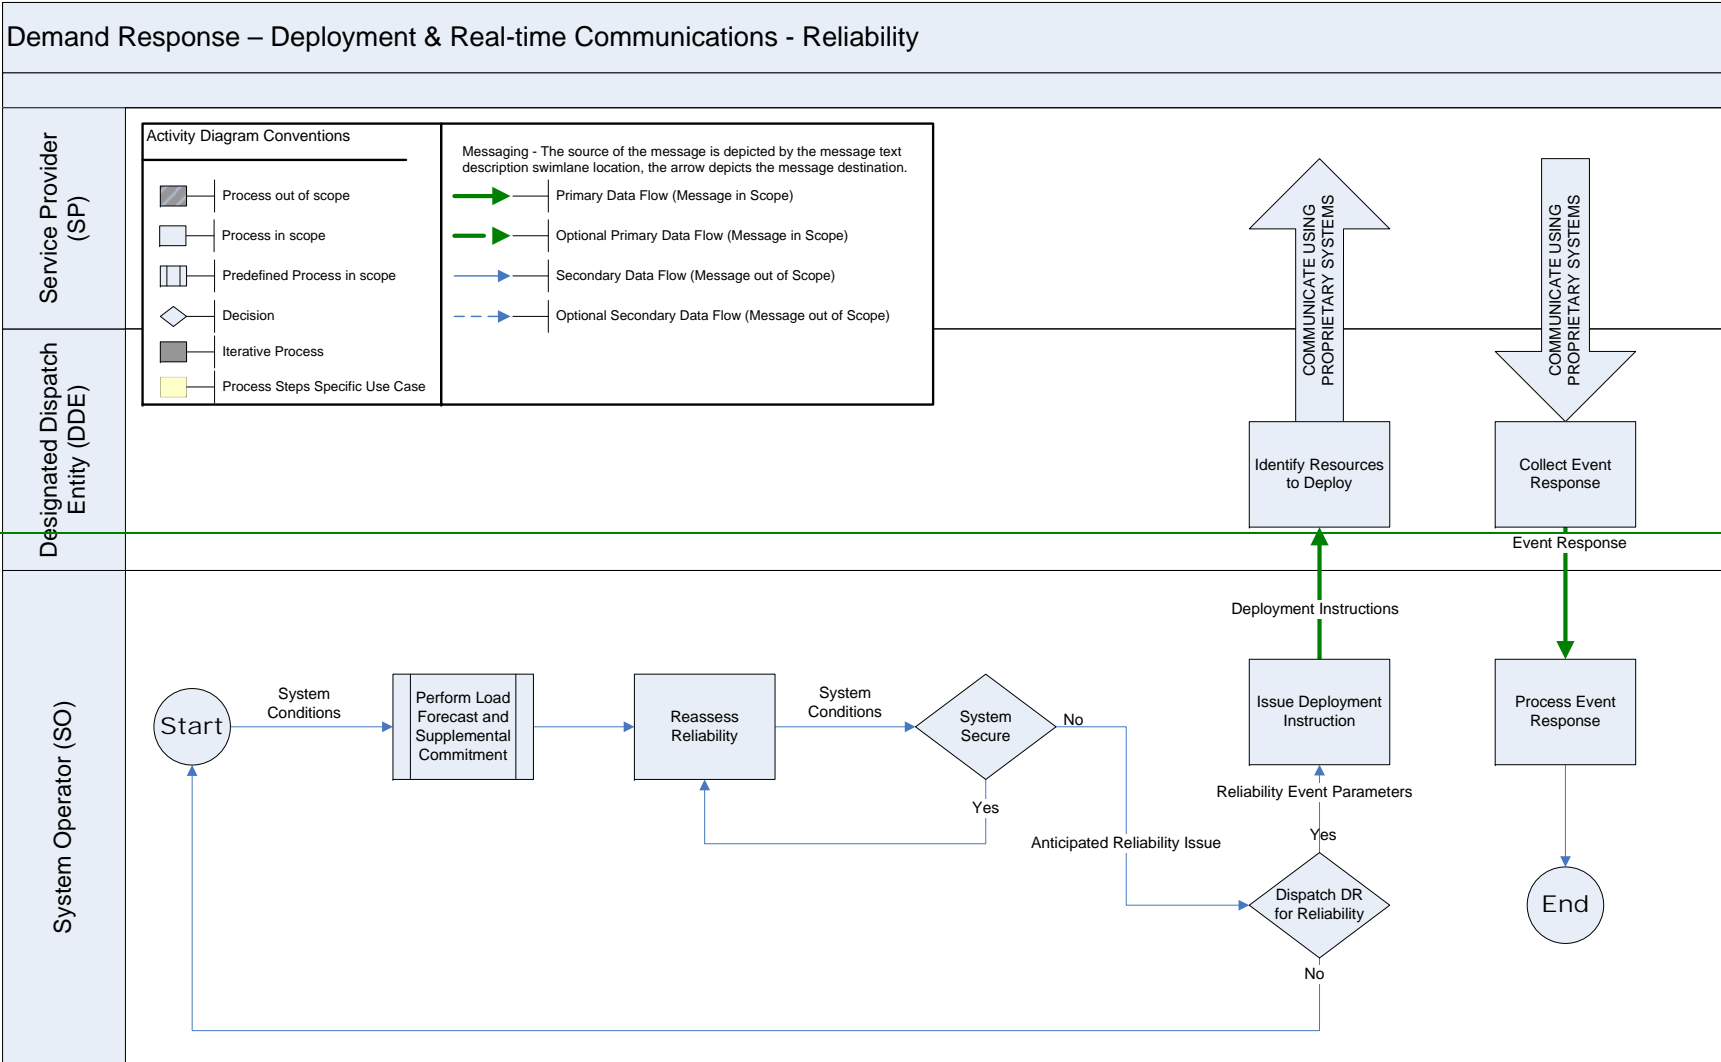 Demand Response – Deployment & Real-time Communications - Reliability
Service Provider
(SP)
Activity Diagram Conventions
Process out of scope
Process in scope
Predefined Process in scope
Decision
Iterative Process
Process Steps Specific Use Case
Messaging - The source of the message is depicted by the message text
description swimlane location, the arrow depicts the message destination.
Primary Data Flow (Message in Scope)
Optional Primary Data Flow (Message in Scope)
Secondary Data Flow (Message out of Scope)
Optional Secondary Data Flow (Message out of Scope)
COMMUNICATE USING
PROPRIETARY SYSTEMS
COMMUNICATE USING
PROPRIETARY SYSTEMS
Designated Dispatch
Entity (DDE)
Identify Resources
to Deploy
Collect Event
Response
Event Response
System Operator (SO)
Deployment Instructions
Start
System
Conditions
Perform Load
Forecast and
Supplemental
Commitment
Reassess
Reliability
System
Conditions
System
Secure
No
Yes
Issue Deployment
Instruction
Process Event
Response
Reliability Event Parameters
Yes
Anticipated Reliability Issue
Dispatch DR
for Reliability
No
End